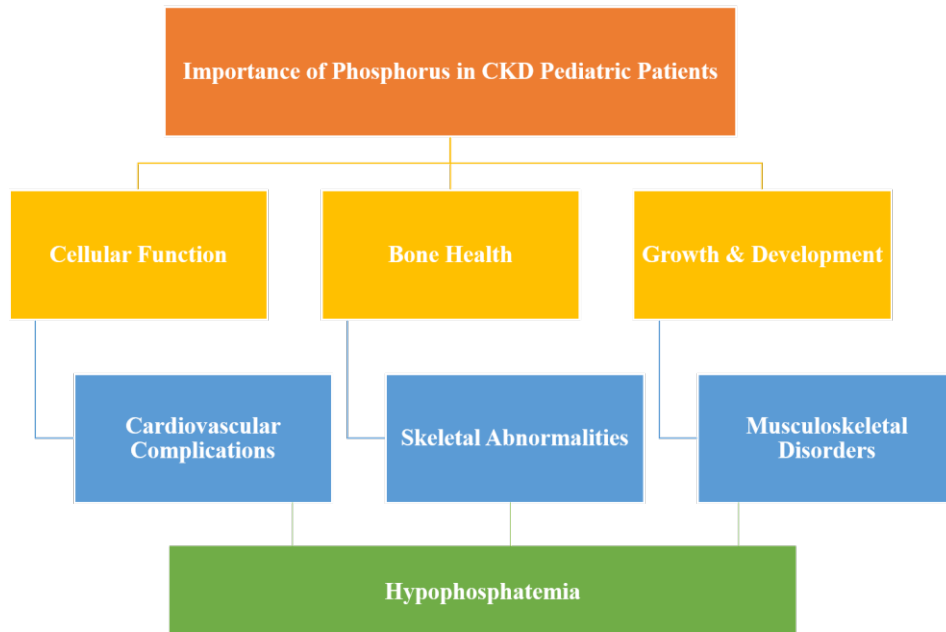 Importance of Phosphorus in CKD Pediatric Patients
Cellular Function
Bone Health
Growth & Development
Cardiovascular
Complications
Skeletal Abnormalities
Musculoskeletal
Disorders
Hypophosphatemia